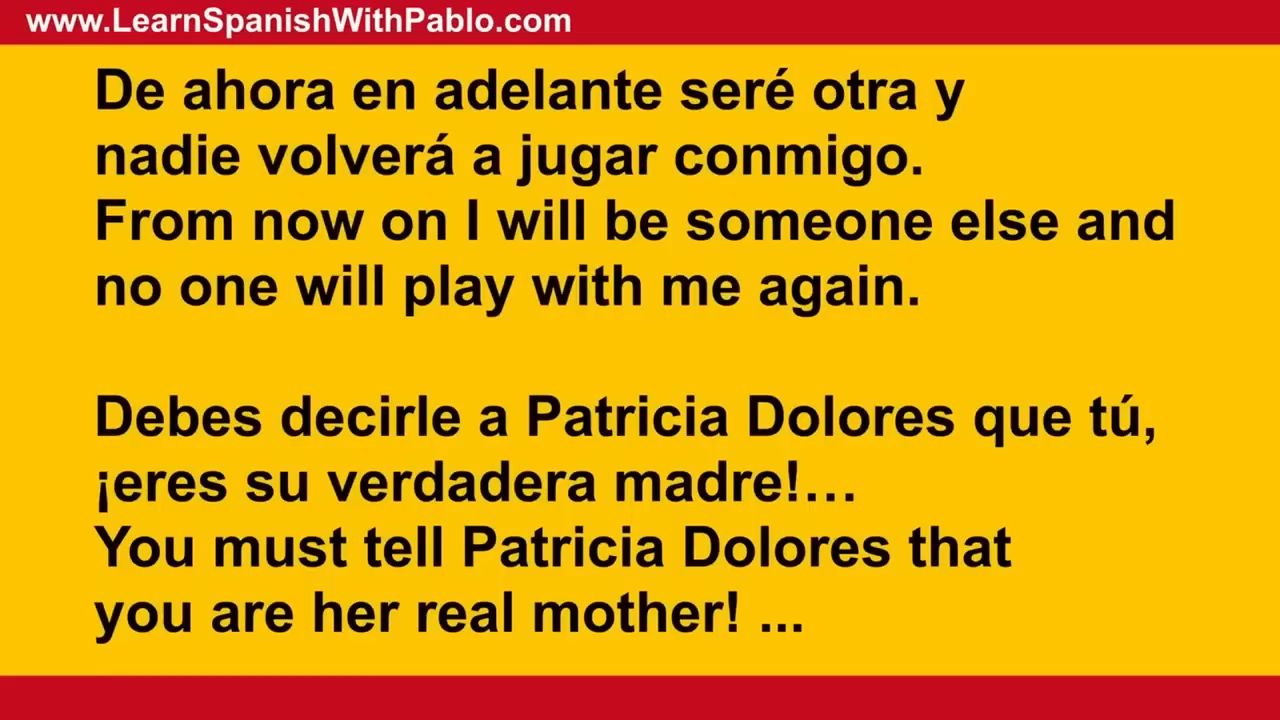 www.LearnSpanishWithPablo.com
De ahora en adelante seré otra y
nadie volverá a jugar conmigo.
From now on I will be someone else and
no one will play with me again.
Debes decirle a Patricia Dolores que tú,
¡eres su verdadera madre!…
You must tell Patricia Dolores that
you are her real mother! ...